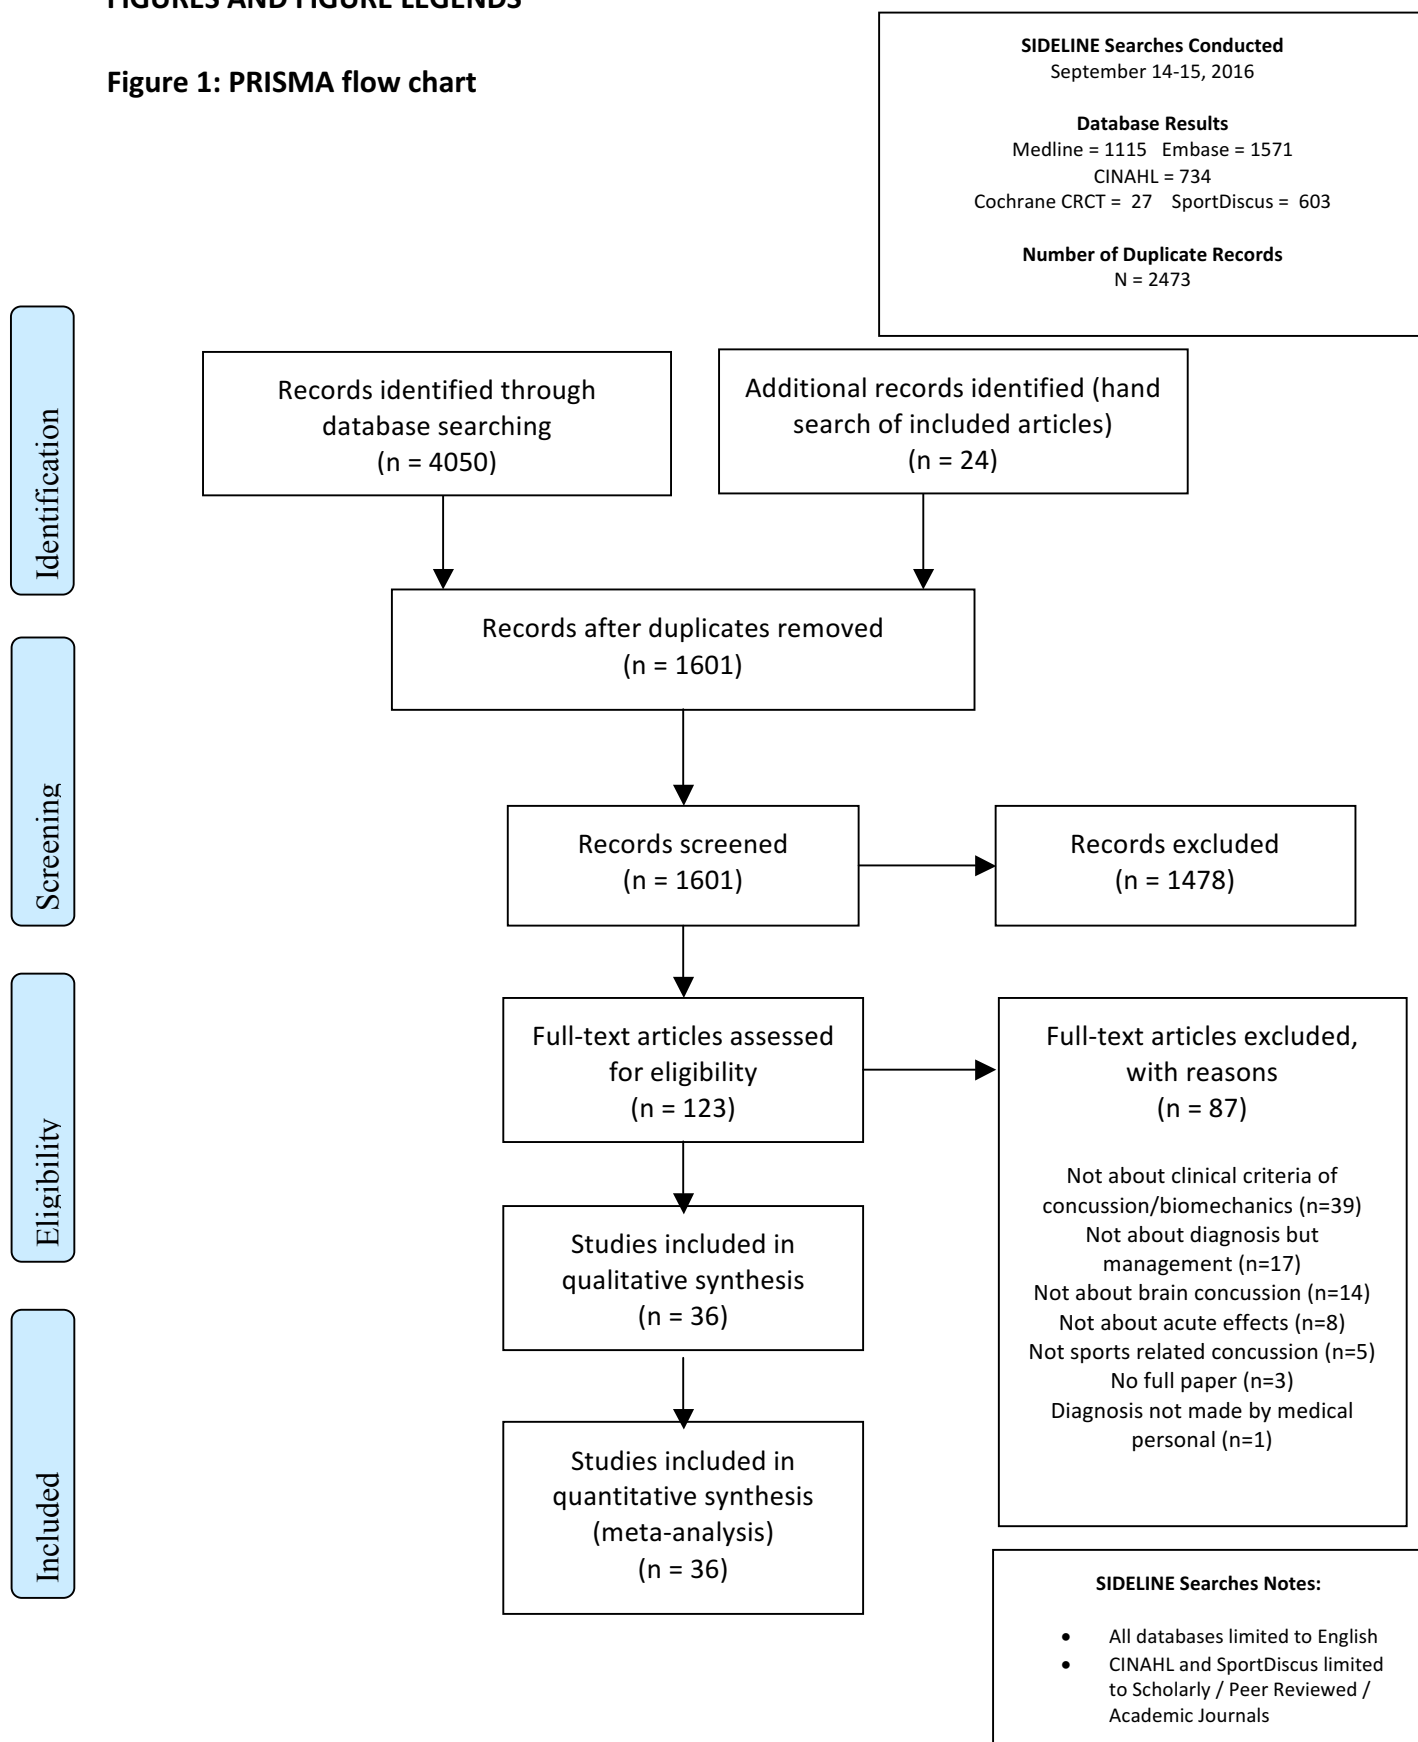 FIGURES AND FIGURE LEGENDS
Figure 1: PRISMA flow chart
SIDELINE Searches Conducted
September 14-15, 2016
Database Results
Medline = 1115 Embase = 1571
CINAHL = 734
Cochrane CRCT = 27 SportDiscus = 603
Number of Duplicate Records
N = 2473
Identification
Records identified through
database searching
(n = 4050)
Additional records identified (hand
search of included articles)
(n = 24)
Records after duplicates removed
(n = 1601)
Screening
Records screened
(n = 1601)
Records excluded
(n = 1478)
Eligibility
Full-text articles assessed
for eligibility
(n = 123)
Full-text articles excluded,
with reasons
(n = 87)
Not about clinical criteria of
concussion/biomechanics (n=39)
Not about diagnosis but
management (n=17)
Not about brain concussion (n=14)
Not about acute effects (n=8)
Not sports related concussion (n=5)
No full paper (n=3)
Diagnosis not made by medical
personal (n=1)
Studies included in
qualitative synthesis
(n = 36)
Included
Studies included in
quantitative synthesis
(meta-analysis)
(n = 36)
SIDELINE Searches Notes:
• All databases limited to English
• CINAHL and SportDiscus limited
to Scholarly / Peer Reviewed /
Academic Journals